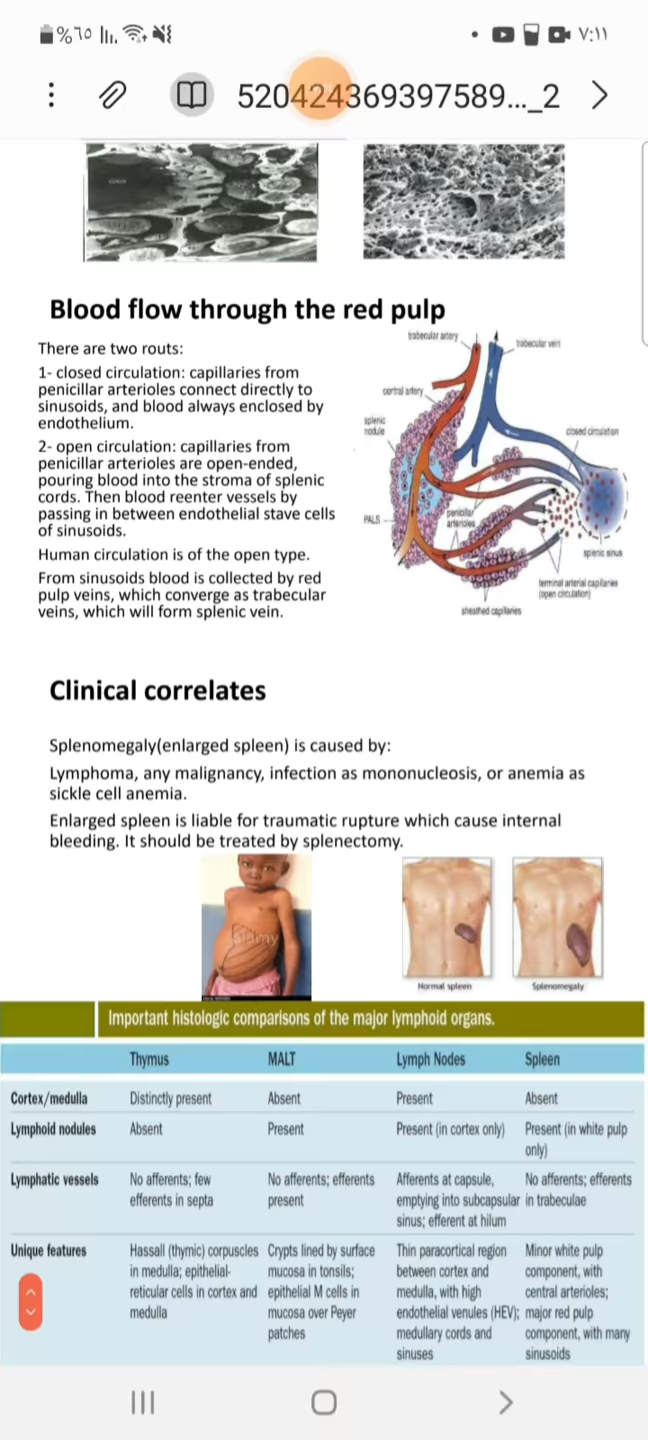 %٦٥
٧:١١
520424369397589..._2
Blood flow through the red pulp
There are two routs:
1- closed circulation: capillaries from
penicillar arterioles connect directly to
sinusoids, and blood always enclosed by
endothelium.
2- open circulation: capillaries from
penicillar arterioles are open-ended,
pouring blood into the stroma of splenic
cords. Then blood reenter vessels by
passing in between endothelial stave cells
of sinusoids.
Human circulation is of the open type.
From sinusoids blood is collected by red
pulp veins, which converge as trabecular
veins, which will form splenic vein.
trabecular artery
trabecular vein
central artery
splenic
nodule
closed circulation
PALS
penicillar
arterioles
splenic sinus
terminal arterial capillaries
(open circulation)
sheathed capillaries
Clinical correlates
Splenomegaly(enlarged spleen) is caused by:
Lymphoma, any malignancy, infection as mononucleosis, or anemia as
sickle cell anemia.
Enlarged spleen is liable for traumatic rupture which cause internal
bleeding. It should be treated by splenectomy.
alamy
Normal spleen
Splenomegaly
Important histologic comparisons of the major lymphoid organs.
Thymus MALT Lymph Nodes Spleen
Cortex/medulla Distinctly present Absent Present Absent
Lymphoid nodules Absent Present Present (in cortex only) Present (in white pulp
only)
Lymphatic vessels No afferents; few No afferents; efferents Afferents at capsule, No afferents; efferents
efferents in septa present emptying into subcapsular in trabeculae
sinus; efferent at hilum
Unique features Hassall (thymic) corpuscles Crypts lined by surface Thin paracortical region Minor white pulp
in medulla; epithelial- mucosa in tonsils; between cortex and component, with
reticular cells in cortex and epithelial M cells in medulla, with high central arterioles;
medulla mucosa over Peyer endothelial venules (HEV); major red pulp
patches medullary cords and component, with many
sinuses sinusoids